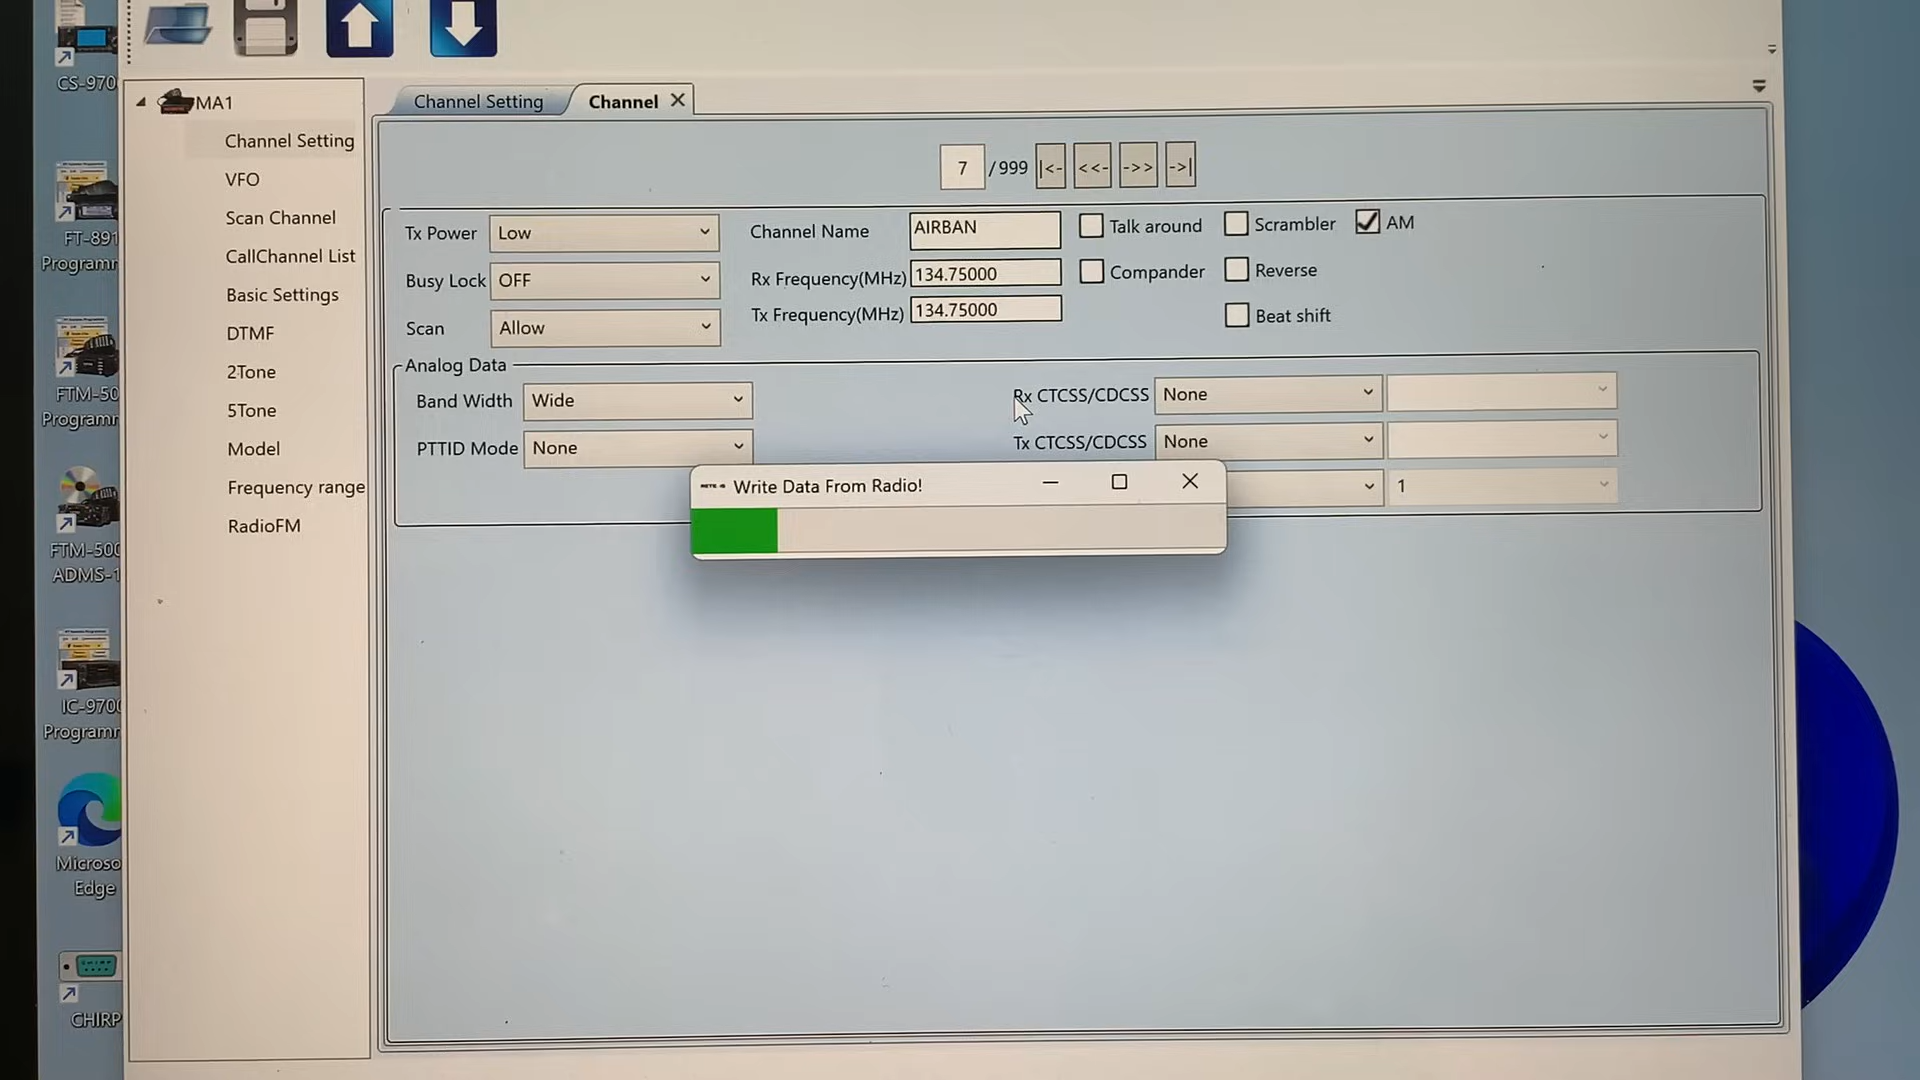 CS-970
FT-891
Programm
FTM-50
Programm
FTM-500
ADMS-1
IC-9700
Programm
Microso
Edge
CHIRP
MA1
Channel Setting
VFO
Scan Channel
CallChannel List
Basic Settings
DTMF
2Tone
5Tone
Model
Frequency range
RadioFM
Channel Setting
Channel
7 /999 |<- <<- ->> ->|
Tx Power Low
Busy Lock OFF
Scan Allow
Channel Name AIRBAN
Rx Frequency(MHz) 134.75000
Tx Frequency(MHz) 134.75000
Talk around Scrambler AM
Compander Reverse
Beat shift
Analog Data
Band Width Wide
PTTID Mode None
Rx CTCSS/CDCSS None
Tx CTCSS/CDCSS None
1
Write Data From Radio!